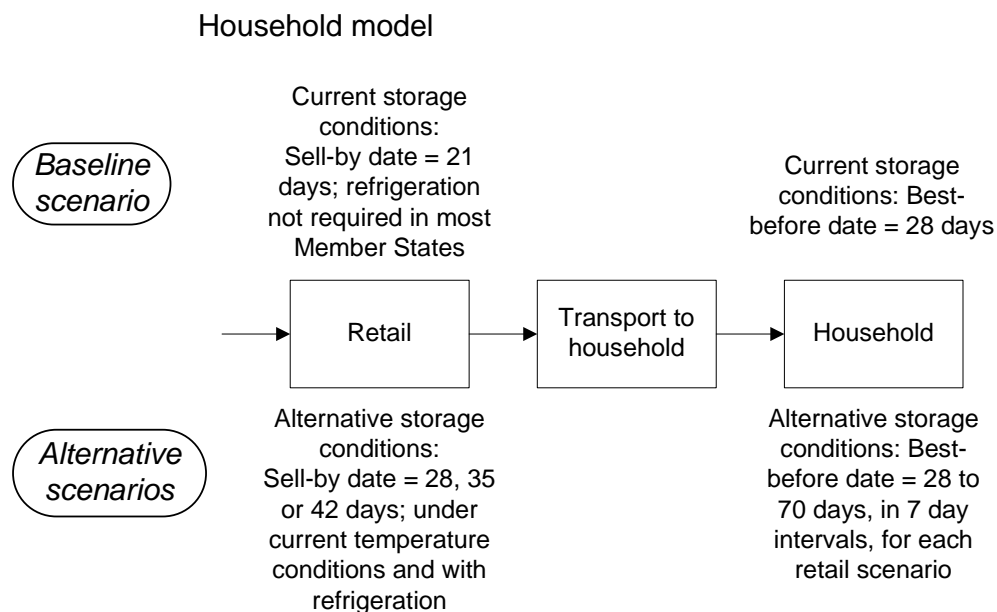 Household model
Current storage
conditions:
Sell-by date = 21
days; refrigeration
not required in most
Member States
Baseline
scenario
Current storage
conditions: Best-
before date = 28 days
Retail
Transport to
household
Household
Alternative
scenarios
Alternative storage
conditions:
Sell-by date = 28, 35
or 42 days; under
current temperature
conditions and with
refrigeration
Alternative storage
conditions: Best-
before date = 28 to
70 days, in 7 day
intervals, for each
retail scenario